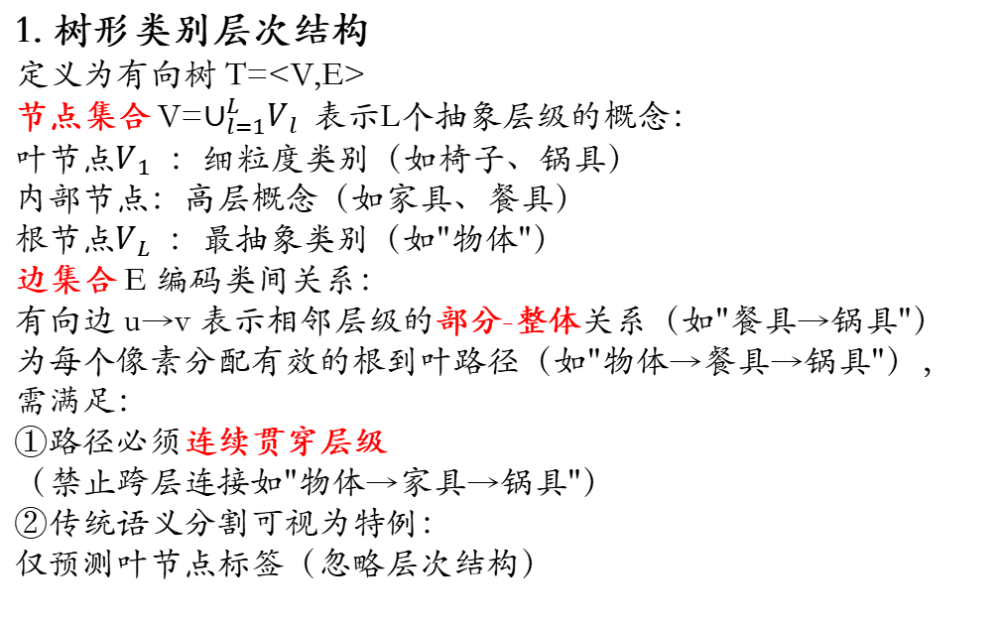 1. 树形类别层次结构
定义为有向树 T=<V,E>
节点集合 V=∪_{l=1}^{L}V_l 表示L个抽象层级的概念：
叶节点V_1 ：细粒度类别（如椅子、锅具）
内部节点：高层概念（如家具、餐具）
根节点V_L ：最抽象类别（如"物体"）
边集合 E 编码类间关系：
有向边 u→v 表示相邻层级的部分-整体关系（如"餐具→锅具"）
为每个像素分配有效的根到叶路径（如"物体→餐具→锅具"），
需满足：
①路径必须连续贯穿层级
（禁止跨层连接如"物体→家具→锅具"）
②传统语义分割可视为特例：
仅预测叶节点标签（忽略层次结构）